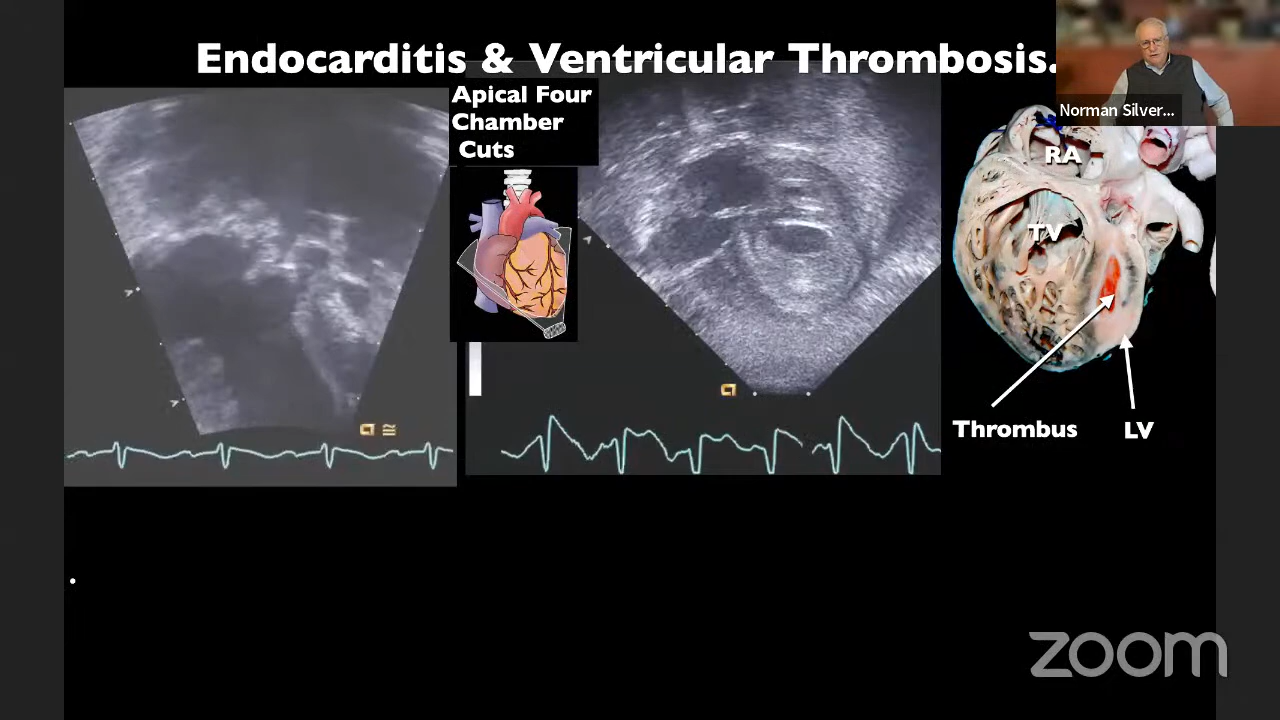 Endocarditis & Ventricular Thrombosis.
Norman Silver...
Apical Four
Chamber
Cuts
RA
TV
Thrombus
LV
zoom